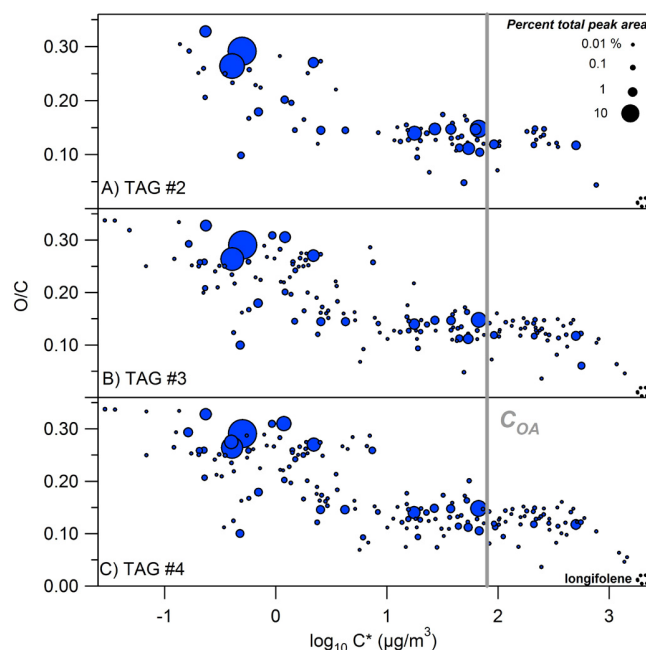 Percent total peak area
0.01 %
0.1
1
10
0.30
0.20
0.10
A) TAG #2
0.30
0.20
0.10
B) TAG #3
O/C
C_OA
0.30
0.20
0.10
0.00
C) TAG #4
longifolene
-1 0 1 2 3
log10 C* (µg/m3)